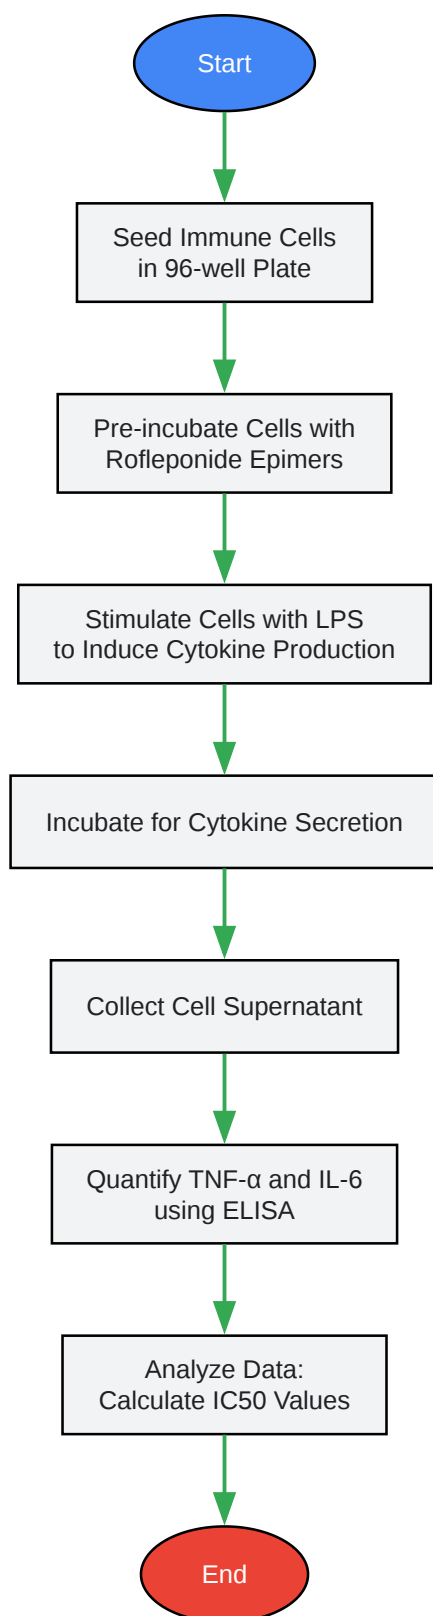 Start
Seed Immune Cells
in 96-well Plate
Pre-incubate Cells with
Rofleponide Epimers
Stimulate Cells with LPS
to Induce Cytokine Production
Incubate for Cytokine Secretion
Collect Cell Supernatant
Quantify TNF-α and IL-6
using ELISA
Analyze Data:
Calculate IC50 Values
End